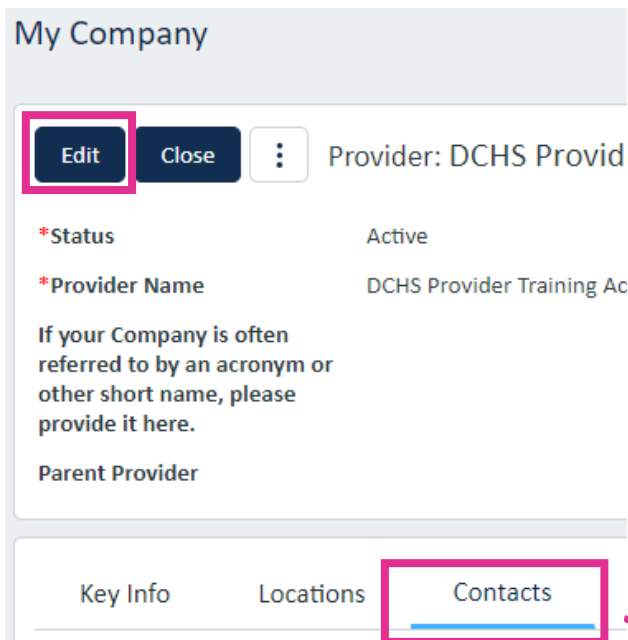 My Company
Edit Close Provider: DCHS Provid
*Status Active
*Provider Name DCHS Provider Training Ac
If your Company is often
referred to by an acronym or
other short name, please
provide it here.
Parent Provider
Key Info Locations Contacts